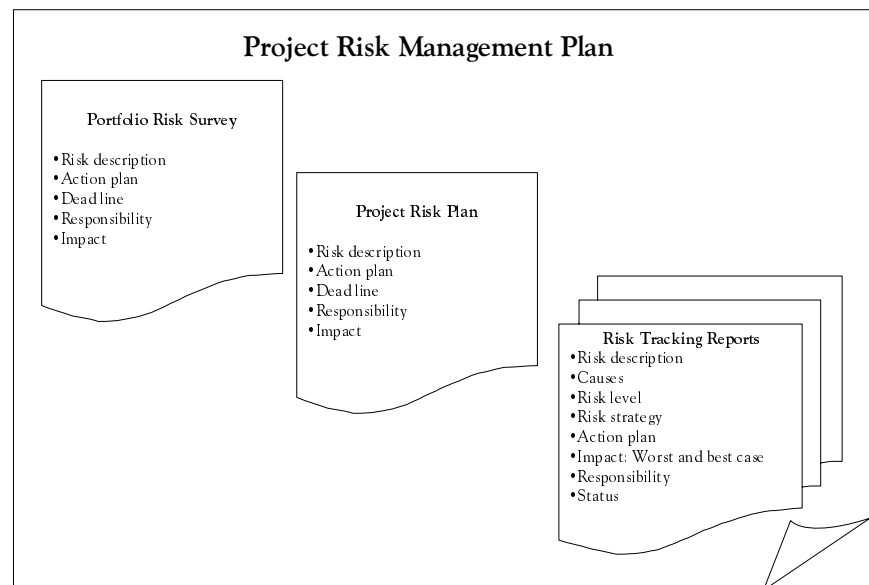 Project Risk Management Plan
Portfolio Risk Survey
•Risk description
•Action plan
•Deadline
•Responsibility
•Impact
Project Risk Plan
•Risk description
•Action plan
•Deadline
•Responsibility
•Impact
Risk Tracking Reports
•Risk description
•Causes
•Risk level
•Risk strategy
•Action plan
•Impact: Worst and best case
•Responsibility
•Status